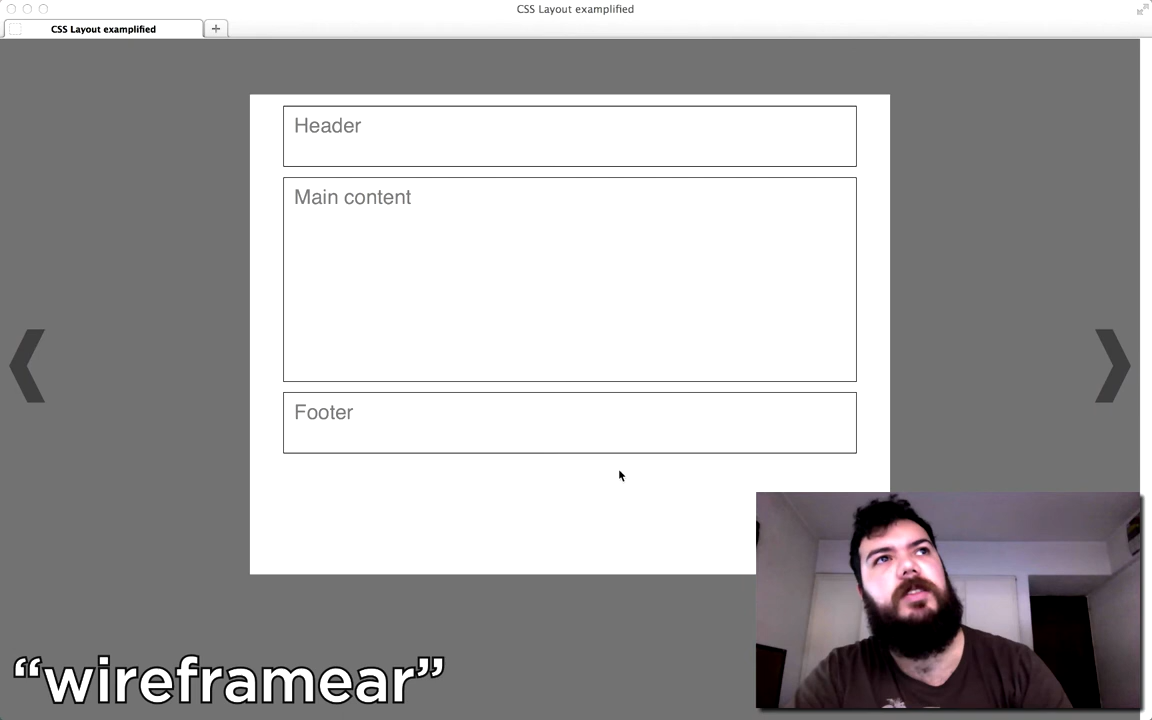 CSS Layout examplified
CSS Layout examplified
Header
Main content
Footer
“wireframear”